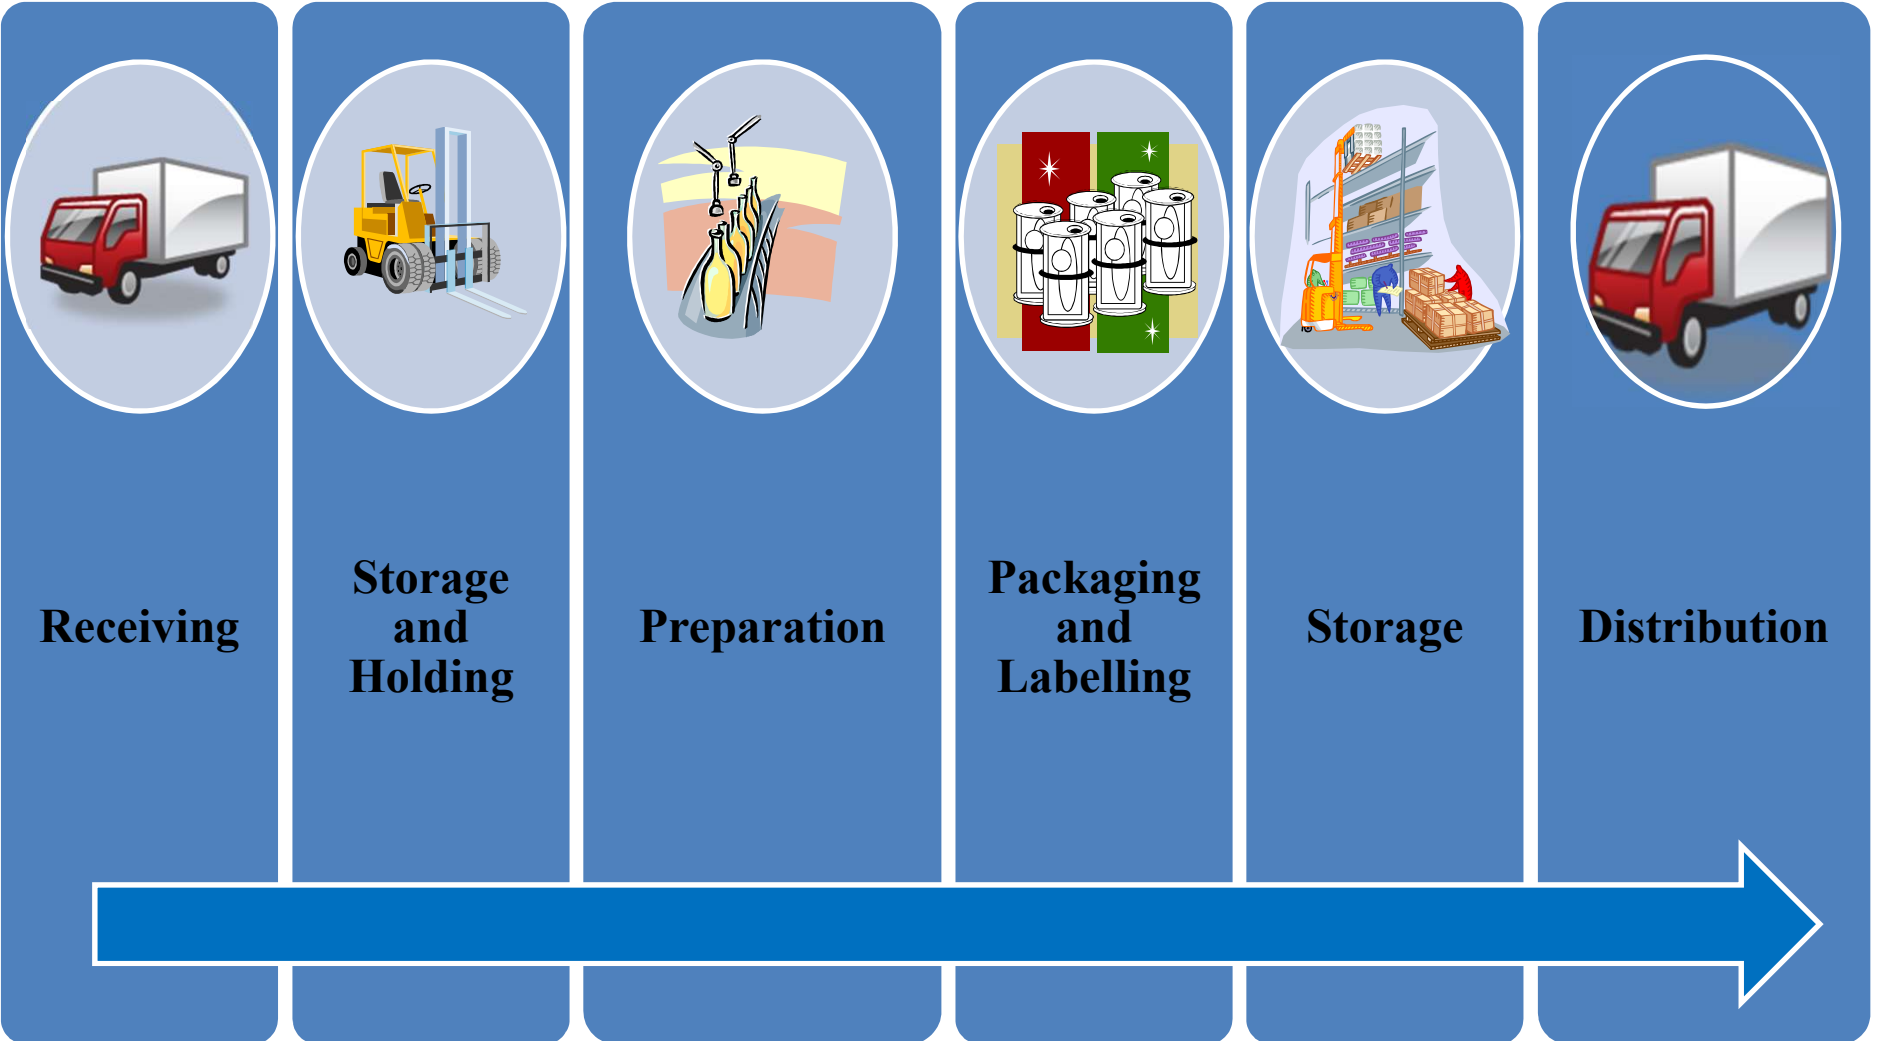 Receiving
Storage
and
Holding
Preparation
Packaging
and
Labelling
Storage
Distribution